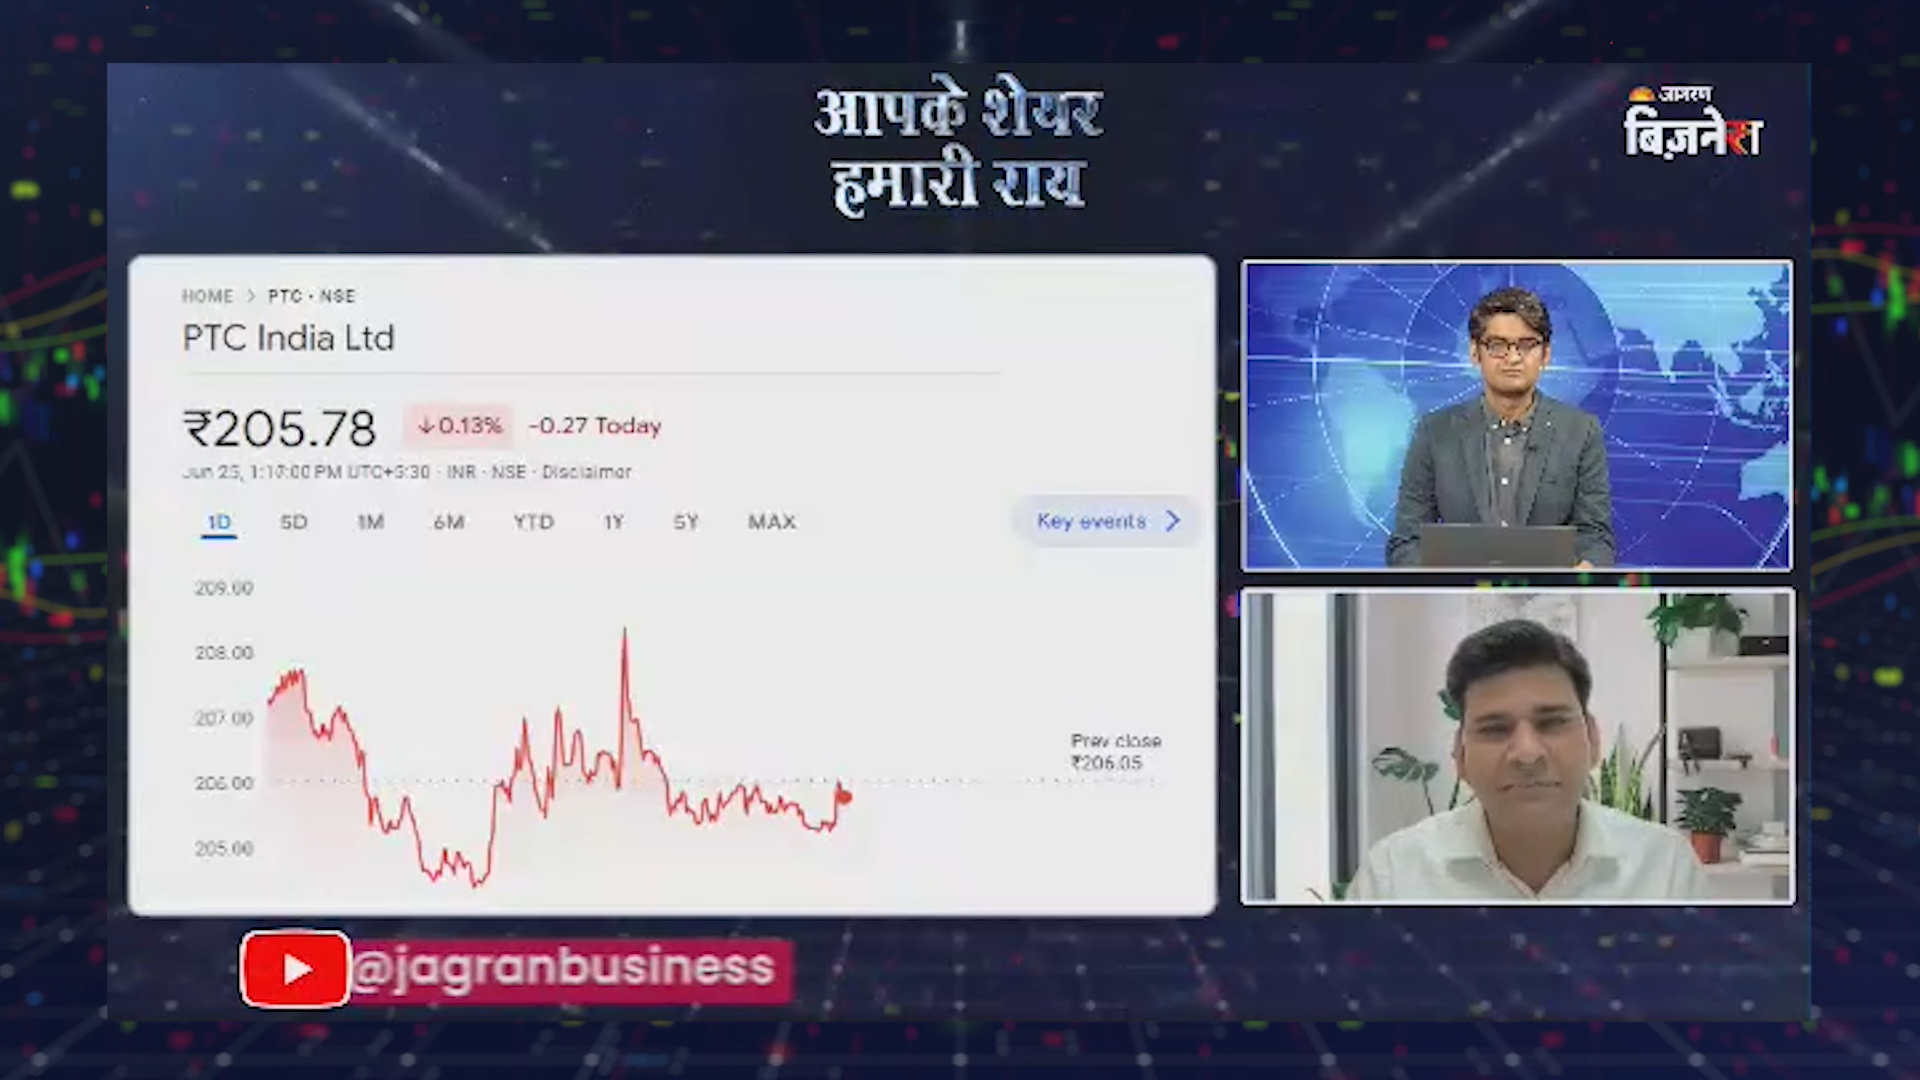 आपके शेयर
हमारी राय
जागरण
बिज़नेस
HOME > PTC · NSE
PTC India Ltd
₹205.78 ↓0.13% -0.27 Today
Jun 25, 1:19:00 PM UTC+5:30 · INR · NSE · Disclaimer
1D 5D 1M 6M YTD 1Y 5Y MAX
Key events >
209.00
208.00
207.00
206.00
205.00
Prev close
₹206.05
@jagranbusiness